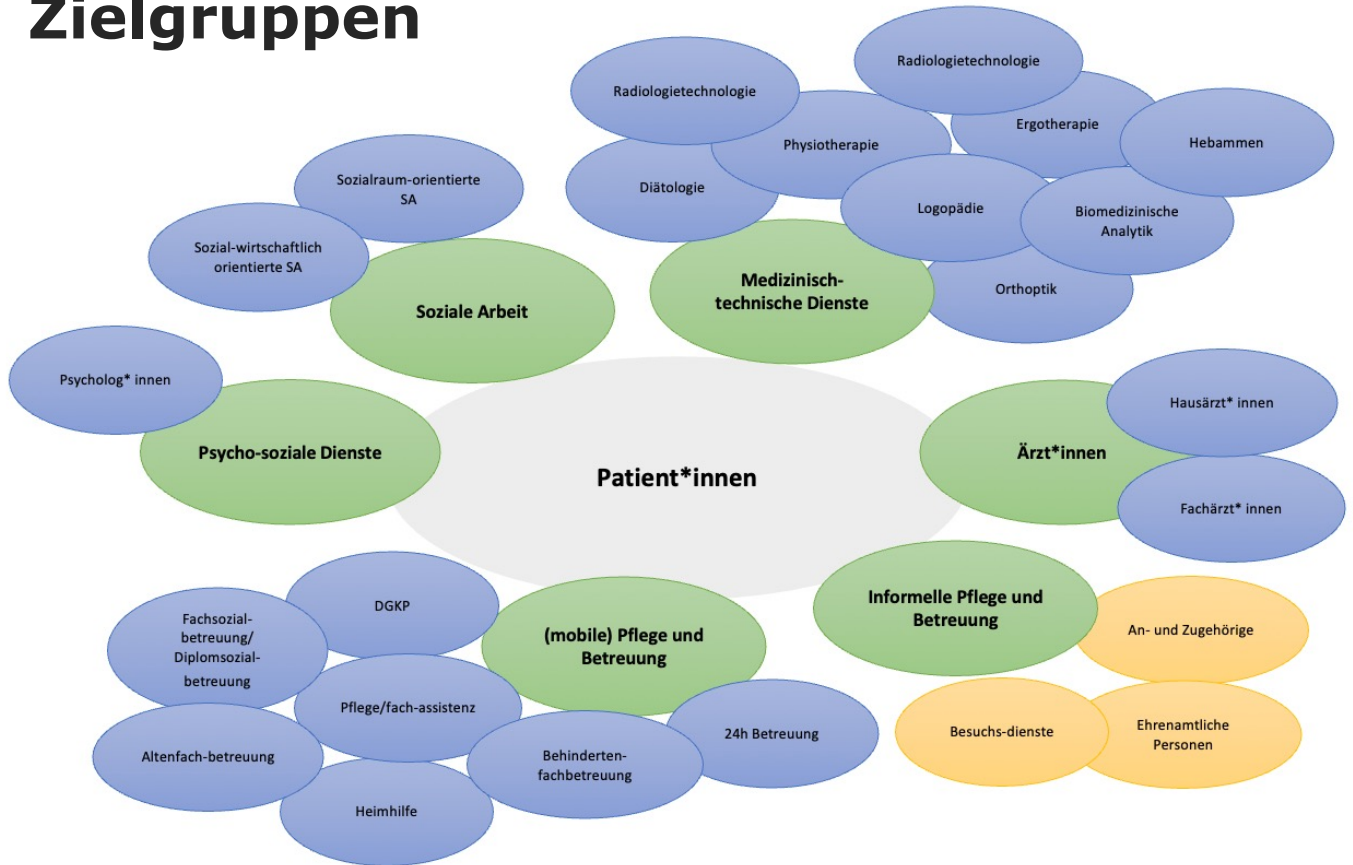 Zielgruppen
Radiologietechnologie
Radiologietechnologie
Physiotherapie
Ergotherapie
Hebammen
Diätologie
Logopädie
Biomedizinische
Analytik
Orthoptik
Medizinisch-
technische Dienste
Sozialraum-orientierte
SA
Sozial-wirtschaftlich
orientierte SA
Soziale Arbeit
Psycholog* innen
Psycho-soziale Dienste
Patient*innen
Ärzt*innen
Hausärzt* innen
Fachärzt* innen
Informelle Pflege und
Betreuung
An- und Zugehörige
Besuchs-dienste
Ehrenamtliche
Personen
(mobile) Pflege und
Betreuung
DGKP
Fachsozial-
betreuung/
Diplomsozial-
betreuung
Pflege/fach-assistenz
Altenfach-betreuung
Heimhilfe
Behinderten-
fachbetreuung
24h Betreuung